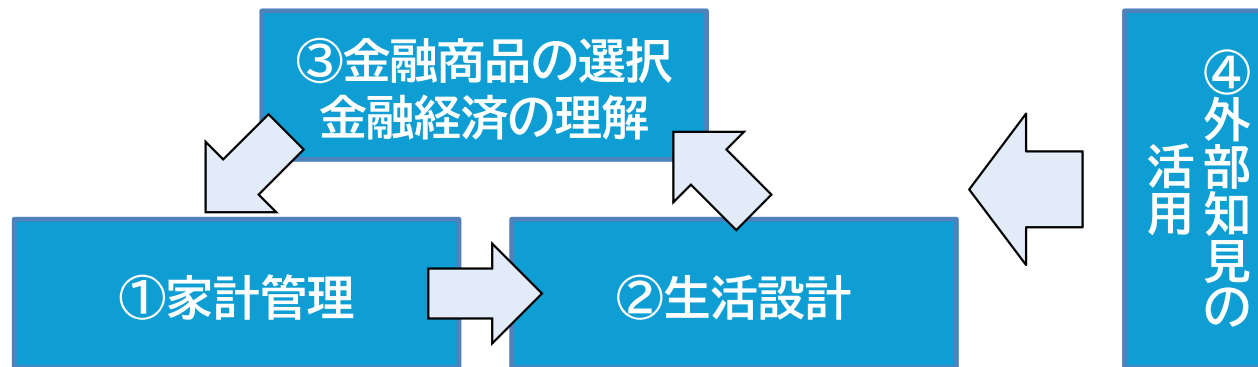 ③金融商品の選択
金融経済の理解
①家計管理
②生活設計
④外部知見の
活用